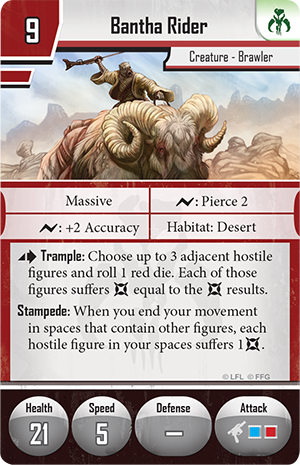 9
Bantha Rider
Creature - Brawler
Massive
: Pierce 2
: +2 Accuracy
Habitat: Desert
Trample: Choose up to 3 adjacent hostile
figures and roll 1 red die. Each of those
figures suffers equal to the results.
Stampede: When you end your movement
in spaces that contain other figures, each
hostile figure in your spaces suffers 1.
© LFL © FFG
Health
Speed
Defense
Attack
21
5
—